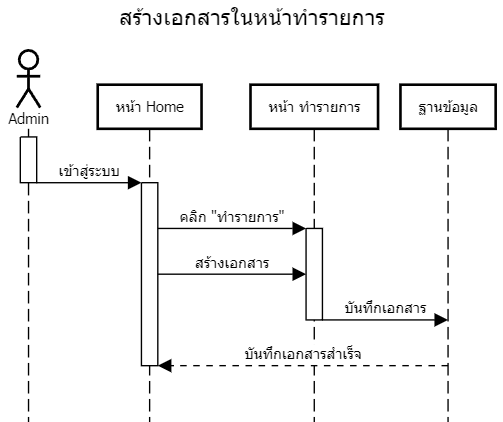 สร้างเอกสารในหน้าทำรายการ
Admin
หน้า Home
หน้า ทำรายการ
ฐานข้อมูล
เข้าสู่ระบบ
คลิก "ทำรายการ"
สร้างเอกสาร
บันทึกเอกสาร
บันทึกเอกสารสำเร็จ